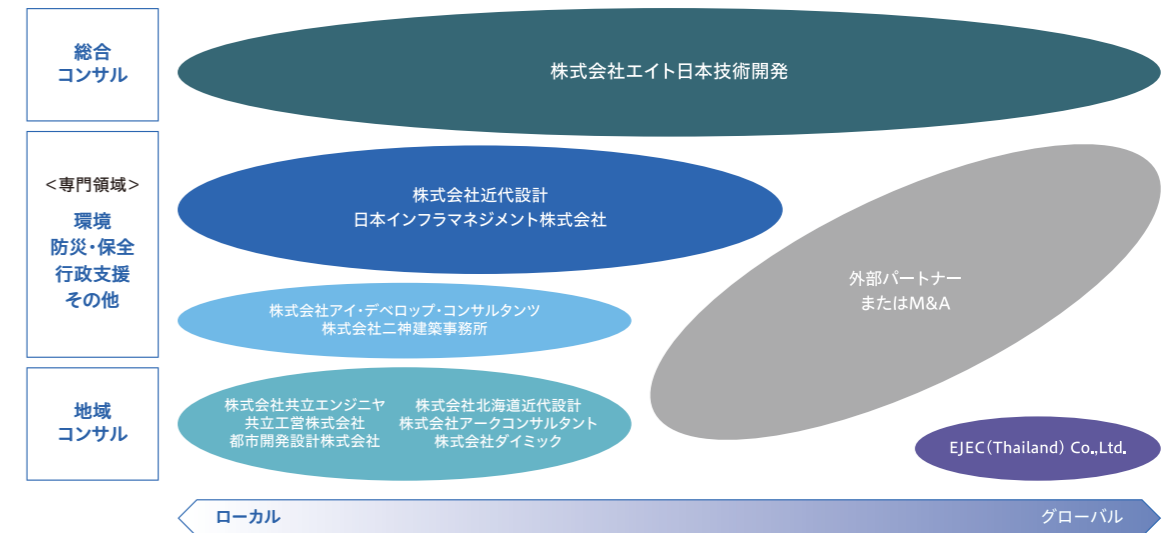 総合
コンサル
株式会社エイト日本技術開発
<専門領域>
環境
防災・保全
行政支援
その他
株式会社近代設計
日本インフラマネジメント株式会社
外部パートナー
またはM&A
株式会社アイ・デベロップ・コンサルタンツ
株式会社二神建築事務所
地域
コンサル
株式会社共立エンジニヤ
共立工営株式会社
都市開発設計株式会社
株式会社北海道近代設計
株式会社アークコンサルタント
株式会社ダイミック
EJEC(Thailand) Co.,Ltd.
ローカル
グローバル